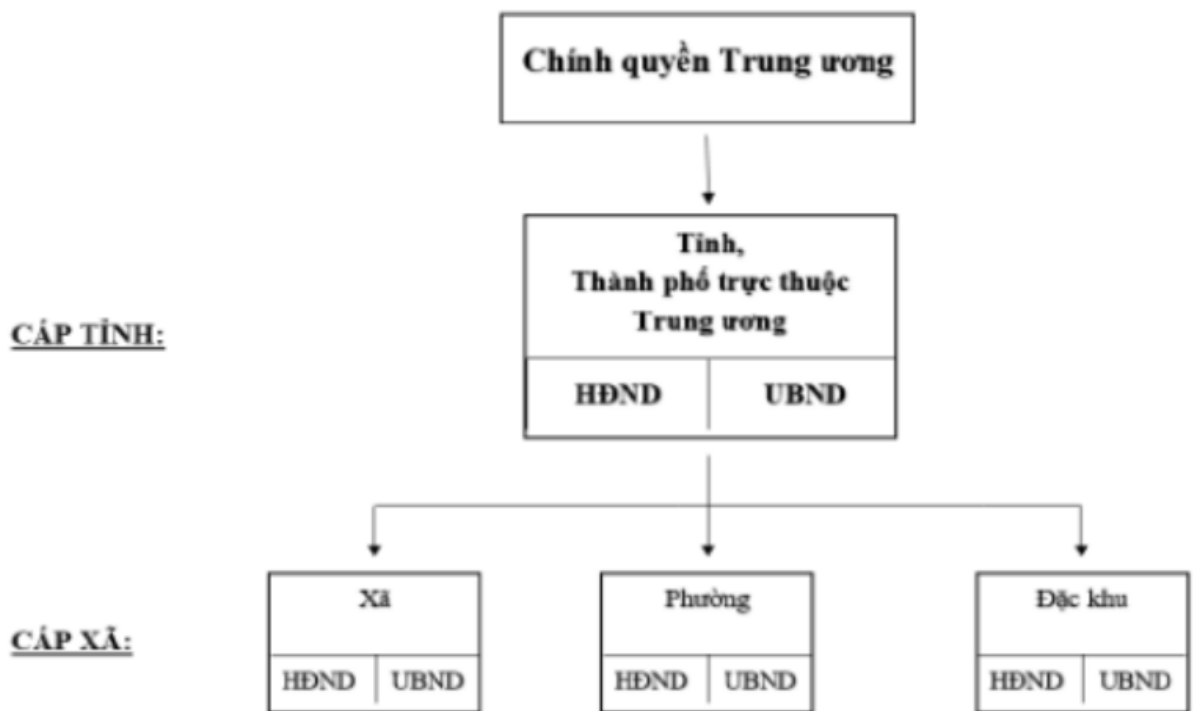 Chính quyền Trung ương
Tỉnh,
Thành phố trực thuộc
Trung ương
CẤP TỈNH:
HĐND UBND
Xã Phường Đặc khu
CẤP XÃ:
HĐND UBND HĐND UBND HĐND UBND